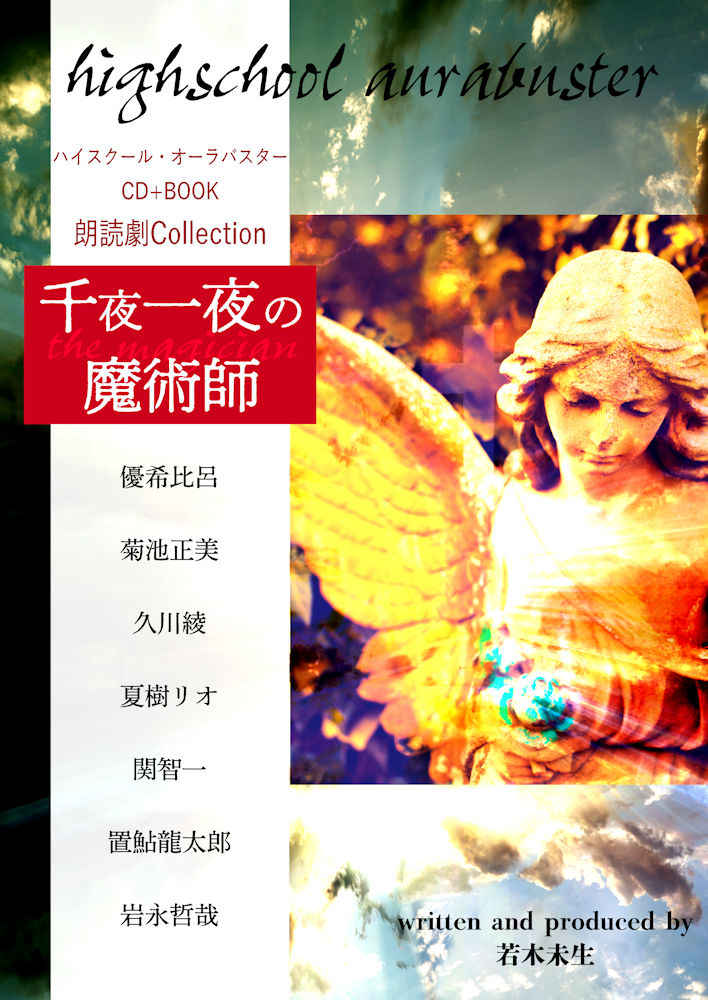 highschool aurabuster
ハイスクール・オーラバスター
CD+BOOK
朗読劇Collection
千夜一夜の
the magician
魔術師
優希比呂
菊池正美
久川綾
夏樹リオ
関智一
置鮎龍太郎
岩永哲哉
written and produced by
若木未生